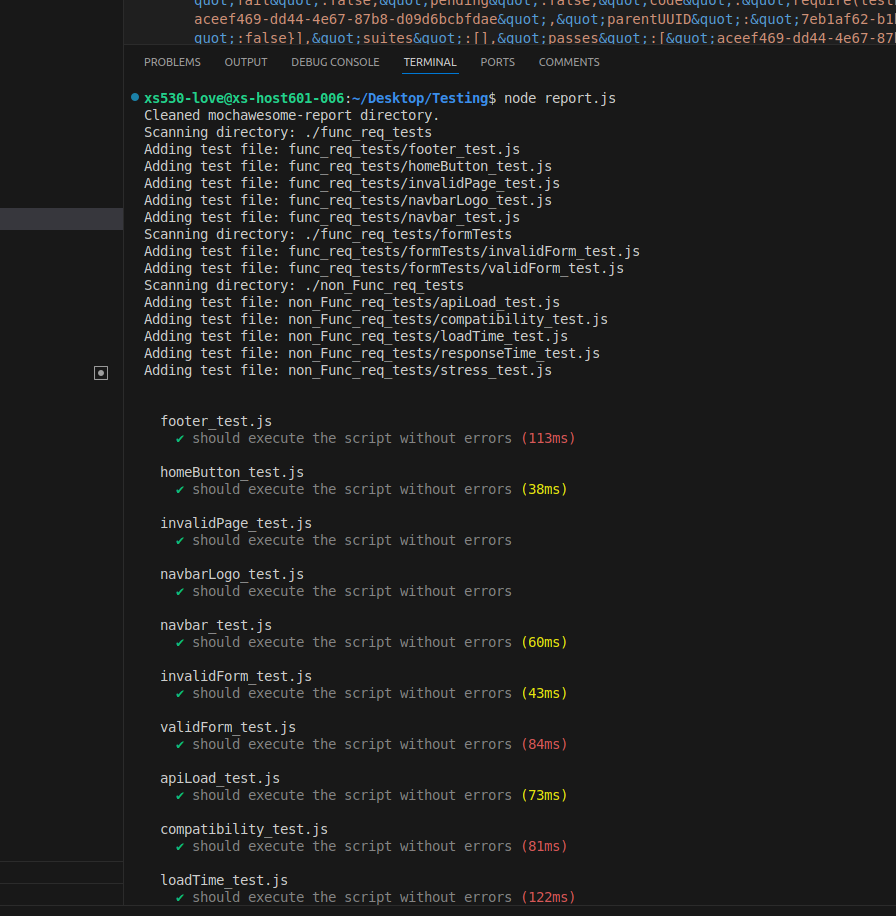 quot;fail&quot;:false,&quot;pending&quot;:false,&quot;code&quot;:&quot;require(test
aceef469-dd44-4e67-87b8-d09d6bcbfdae&quot;,&quot;parentUUID&quot;:&quot;7eb1af62-b1
quot;:false}],&quot;suites&quot;:[],&quot;passes&quot;:[&quot;aceef469-dd44-4e67-87b
PROBLEMS OUTPUT DEBUG CONSOLE TERMINAL PORTS COMMENTS
xs530-love@xs-host601-006:~/Desktop/Testing$ node report.js
Cleaned mochawesome-report directory.
Scanning directory: ./func_req_tests
Adding test file: func_req_tests/footer_test.js
Adding test file: func_req_tests/homeButton_test.js
Adding test file: func_req_tests/invalidPage_test.js
Adding test file: func_req_tests/navbarLogo_test.js
Adding test file: func_req_tests/navbar_test.js
Scanning directory: ./func_req_tests/formTests
Adding test file: func_req_tests/formTests/invalidForm_test.js
Adding test file: func_req_tests/formTests/validForm_test.js
Scanning directory: ./non_Func_req_tests
Adding test file: non_Func_req_tests/apiLoad_test.js
Adding test file: non_Func_req_tests/compatibility_test.js
Adding test file: non_Func_req_tests/loadTime_test.js
Adding test file: non_Func_req_tests/responseTime_test.js
Adding test file: non_Func_req_tests/stress_test.js
footer_test.js
✔ should execute the script without errors (113ms)
homeButton_test.js
✔ should execute the script without errors (38ms)
invalidPage_test.js
✔ should execute the script without errors
navbarLogo_test.js
✔ should execute the script without errors
navbar_test.js
✔ should execute the script without errors (60ms)
invalidForm_test.js
✔ should execute the script without errors (43ms)
validForm_test.js
✔ should execute the script without errors (84ms)
apiLoad_test.js
✔ should execute the script without errors (73ms)
compatibility_test.js
✔ should execute the script without errors (81ms)
loadTime_test.js
✔ should execute the script without errors (122ms)